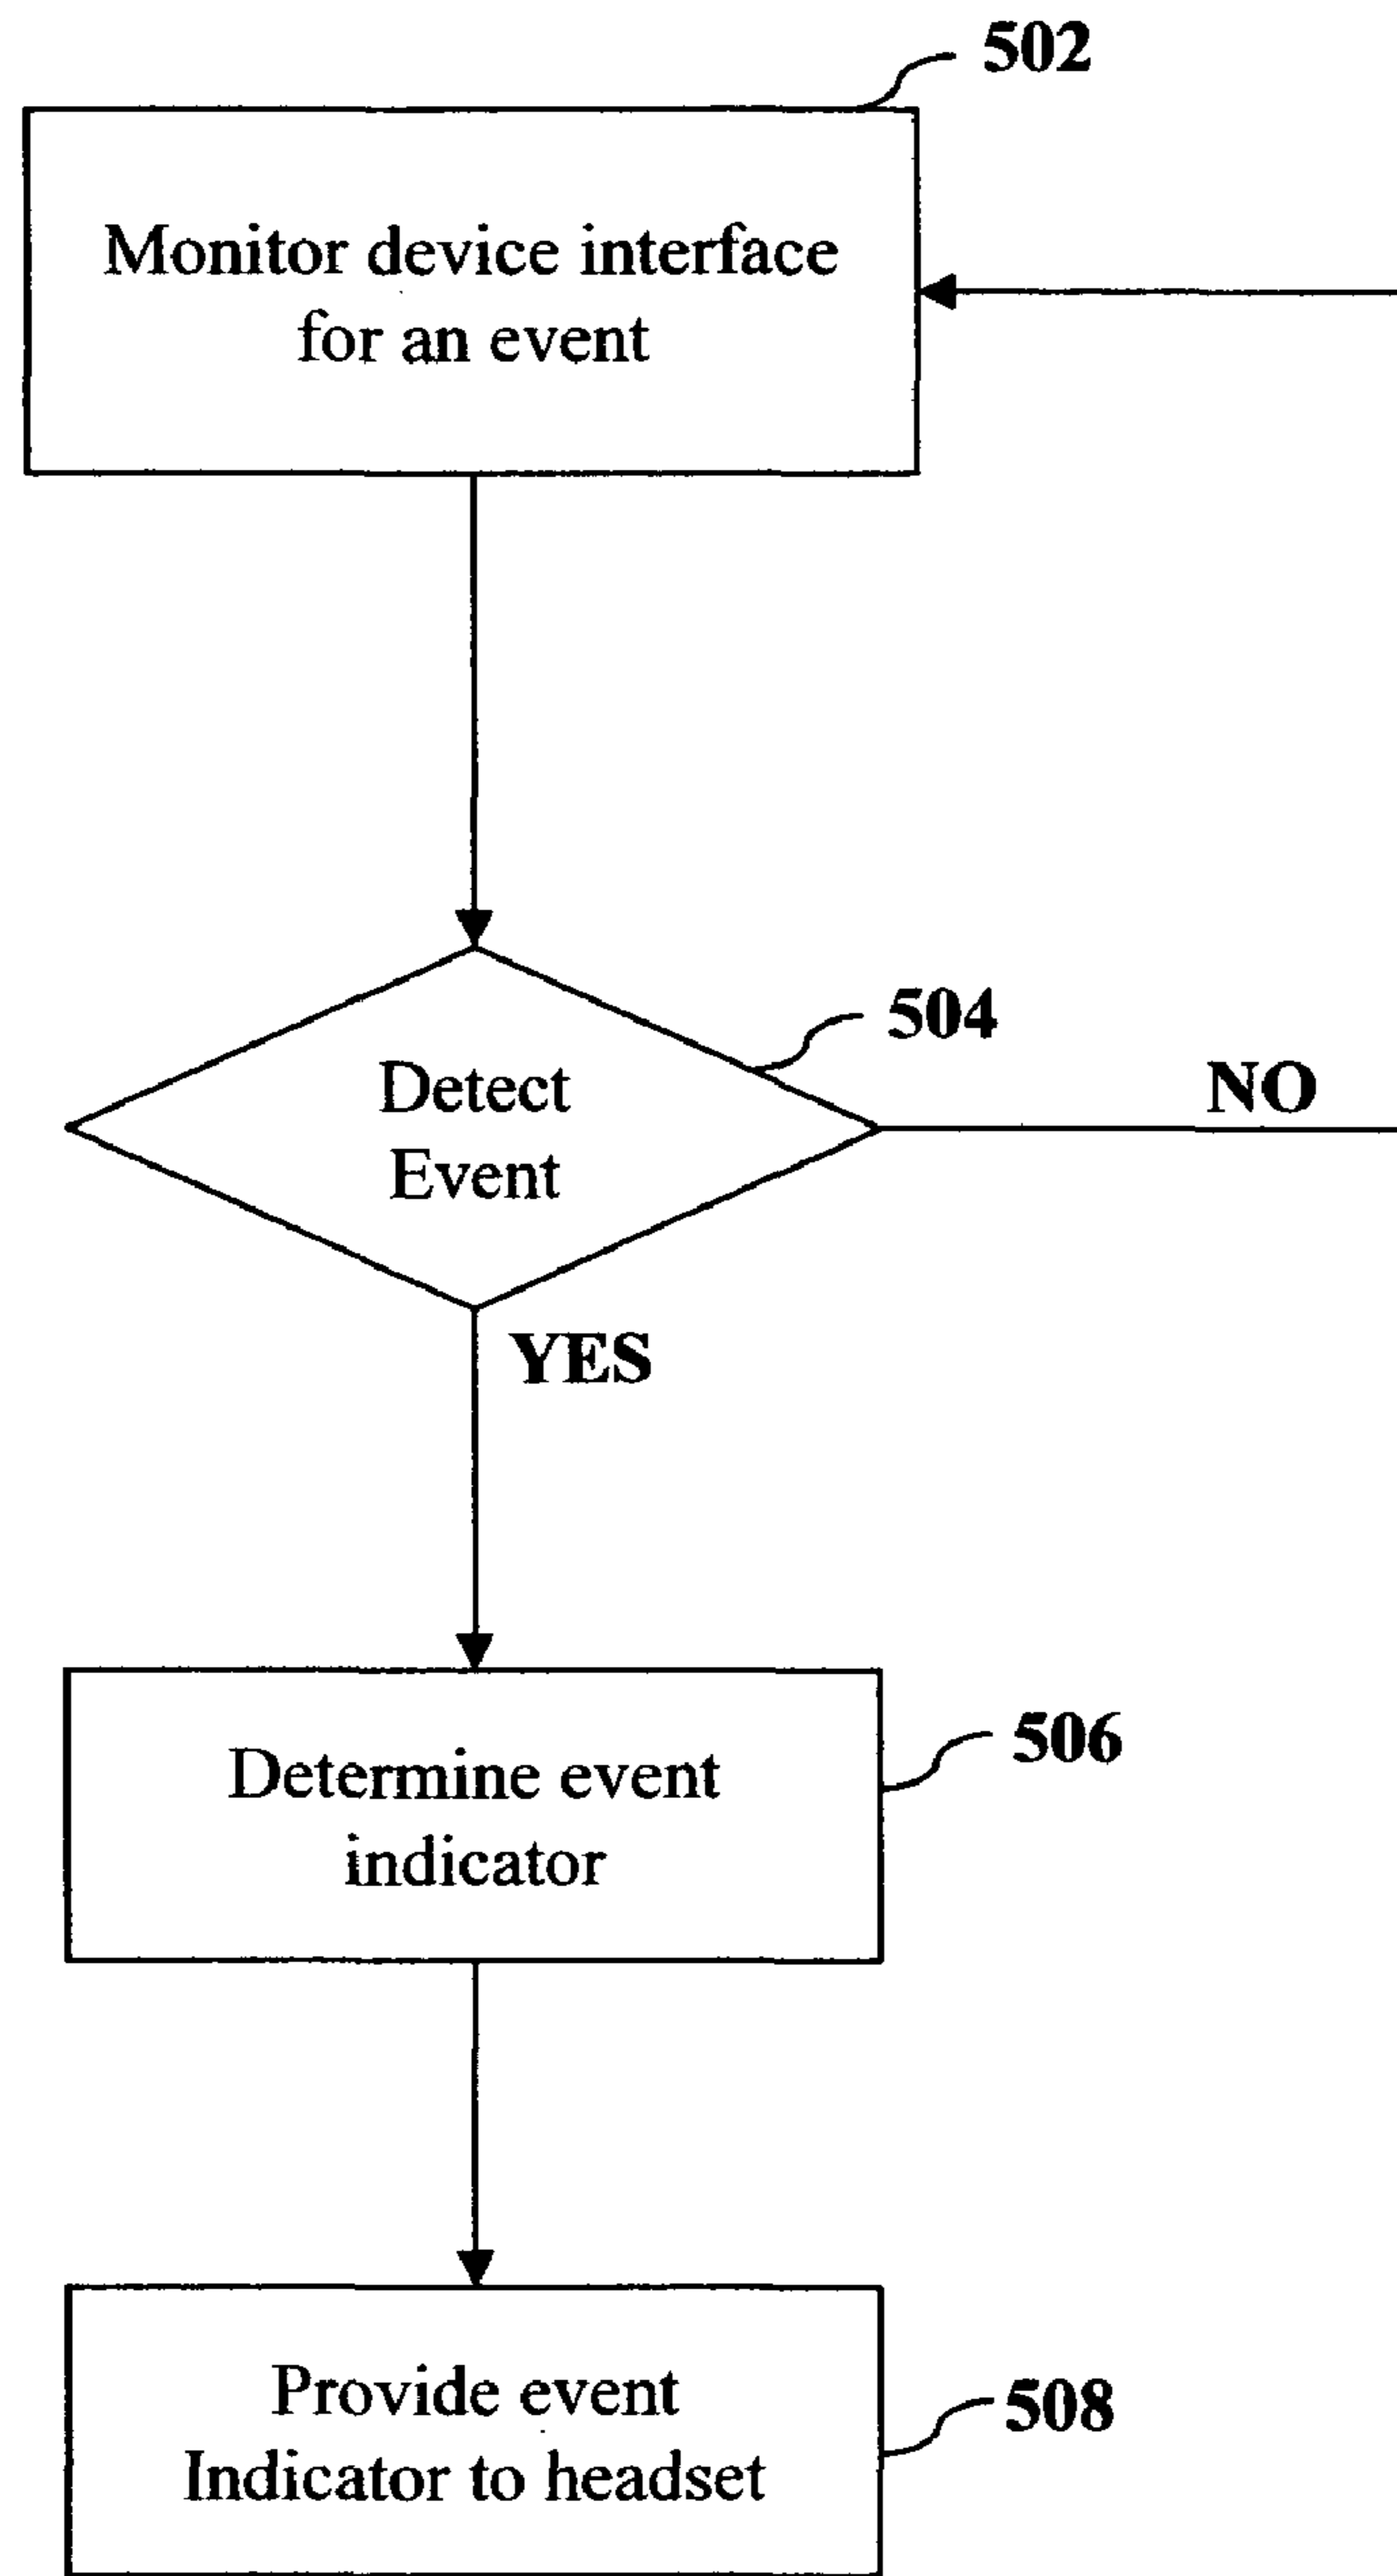 502
Monitor device interface
for an event
504
Detect
Event
NO
YES
506
Determine event
indicator
508
Provide event
Indicator to headset